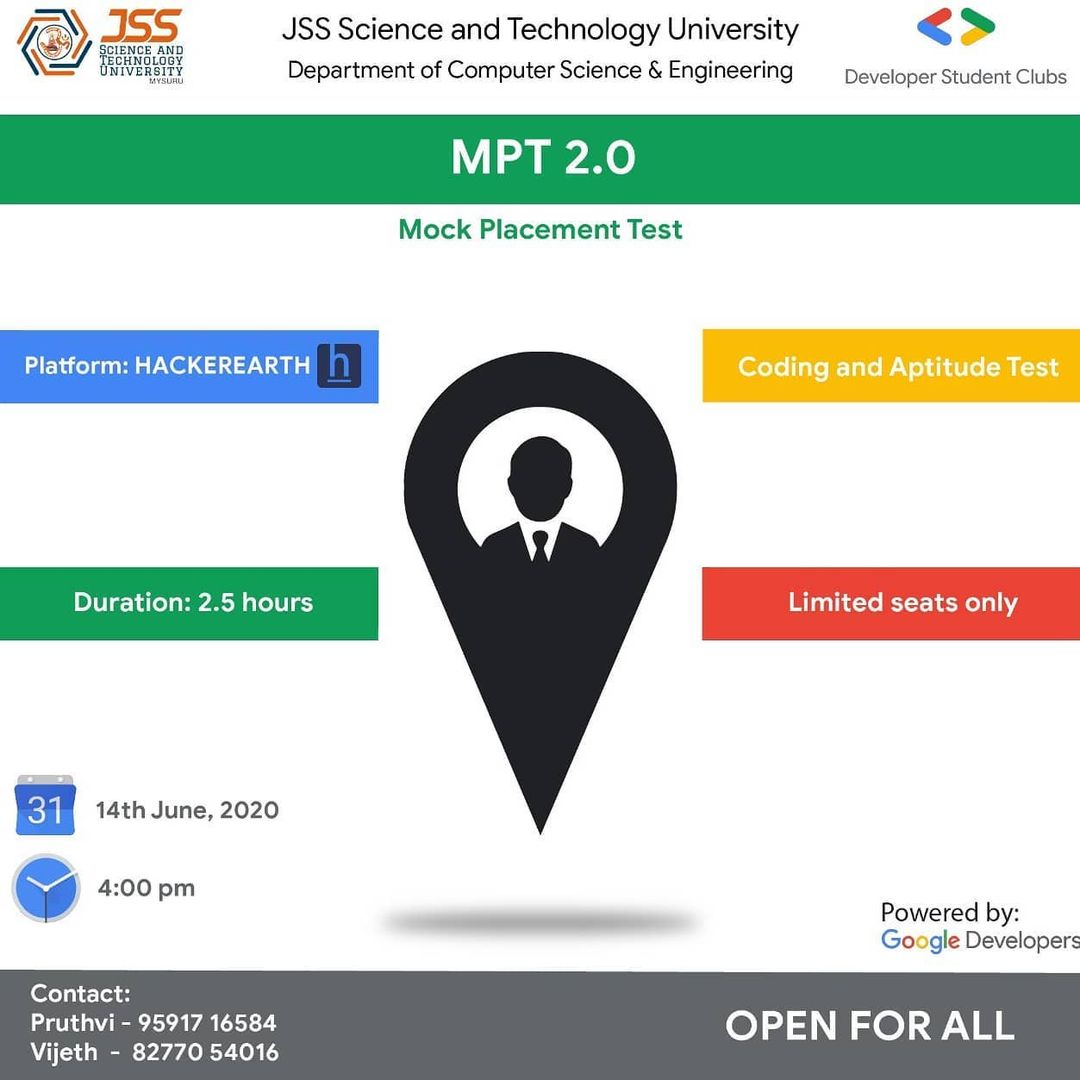 JSS
SCIENCE AND
TECHNOLOGY
UNIVERSITY
MYSURU
JSS Science and Technology University
Department of Computer Science & Engineering
Developer Student Clubs
MPT 2.0
Mock Placement Test
Platform: HACKEREARTH h
Coding and Aptitude Test
Duration: 2.5 hours
Limited seats only
31
14th June, 2020
4:00 pm
Powered by:
Google Developers
Contact:
Pruthvi - 95917 16584
Vijeth - 82770 54016
OPEN FOR ALL